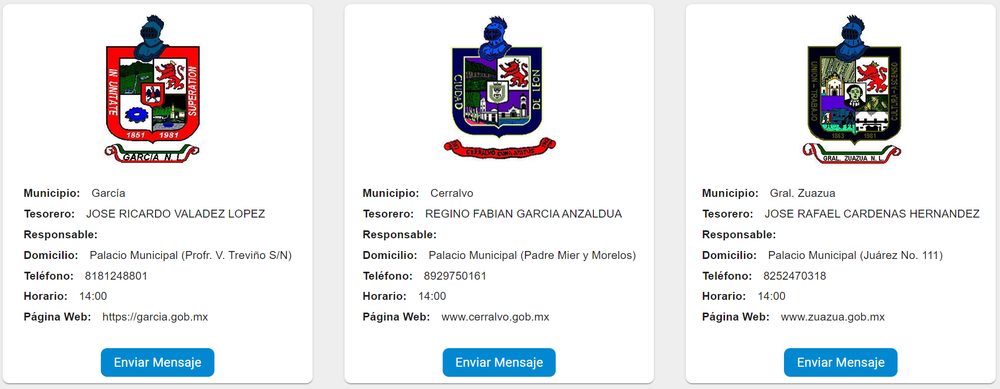 IN UNITATE
SUPERATION
1851 1981
GARCIA N. L.
Municipio: García
Tesorero: JOSE RICARDO VALADEZ LOPEZ
Responsable:
Domicilio: Palacio Municipal (Profr. V. Treviño S/N)
Teléfono: 8181248801
Horario: 14:00
Página Web: https://garcia.gob.mx
Enviar Mensaje
CIUDAD
DE LEON
CERRALVO CUNA
Municipio: Cerralvo
Tesorero: REGINO FABIAN GARCIA ANZALDUA
Responsable:
Domicilio: Palacio Municipal (Padre Mier y Morelos)
Teléfono: 8929750161
Horario: 14:00
Página Web: www.cerralvo.gob.mx
Enviar Mensaje
UNION - TRABAJO
CULTURA - ASCENSO
1863 1981
GRAL. ZUAZUA N. L.
Municipio: Gral. Zuazua
Tesorero: JOSE RAFAEL CARDENAS HERNANDEZ
Responsable:
Domicilio: Palacio Municipal (Juárez No. 111)
Teléfono: 8252470318
Horario: 14:00
Página Web: www.zuazua.gob.mx
Enviar Mensaje